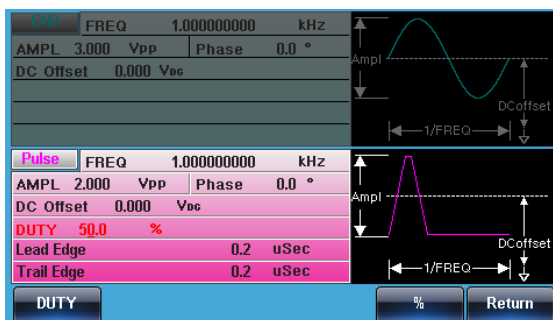 CH2 FREQ 1.000000000 kHz
AMPL 3.000 Vpp Phase 0.0 °
DC Offset 0.000 VDC
Ampl
DCoffset
1/FREQ
Pulse FREQ 1.000000000 kHz
AMPL 2.000 Vpp Phase 0.0 °
DC Offset 0.000 VDC
DUTY 50.0 %
Lead Edge 0.2 uSec
Trail Edge 0.2 uSec
Ampl
DCoffset
1/FREQ
DUTY % Return